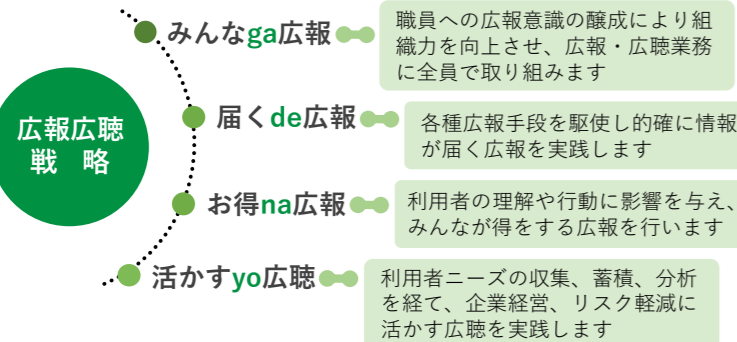 広報広聴
戦　略
みんなga広報
職員への広報意識の醸成により組
織力を向上させ、広報・広聴業務
に全員で取り組みます
届くde広報
各種広報手段を駆使し的確に情報
が届く広報を実践します
お得na広報
利用者の理解や行動に影響を与え、
みんなが得をする広報を行います
活かすyo広聴
利用者ニーズの収集、蓄積、分析
を経て、企業経営、リスク軽減に
活かす広聴を実践します